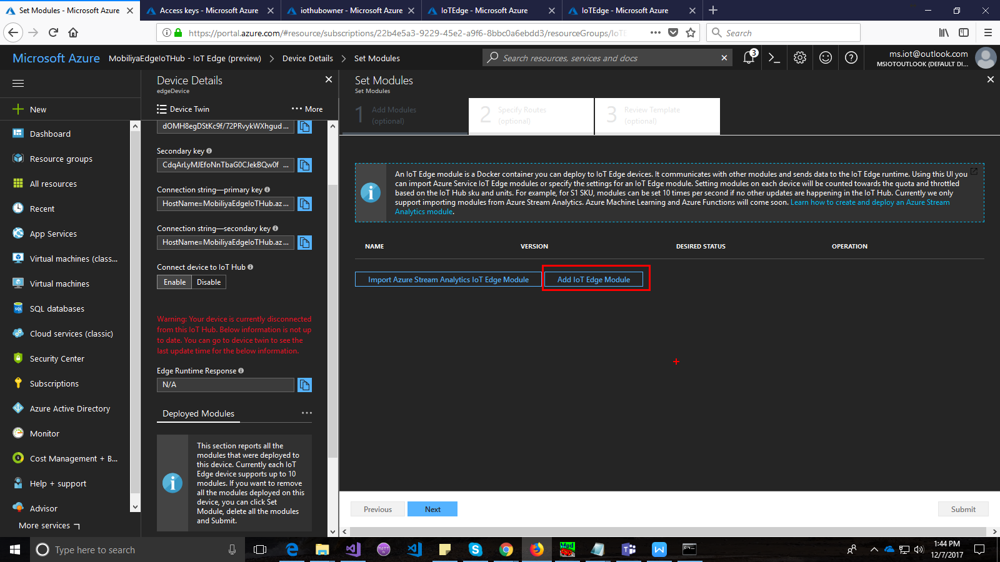 Set Modules - Microsoft Azure
Access keys - Microsoft Azure
iothubowner - Microsoft Azure
IoTEdge - Microsoft Azure
IoTEdge - Microsoft Azure
https://portal.azure.com/#resource/subscriptions/22b4e5a3-9229-45e2-a9f6-8bbc0a6ebdd3/resourceGroups/IoTE
Search
Microsoft Azure
MobiliyaEdgeIoTHub - IoT Edge (preview)
Device Details
Set Modules
Search resources, services and docs
3
ms.iot@outlook.com
MSIOTOUTLOOK (DEFAULT DI...
New
Dashboard
Resource groups
All resources
Recent
App Services
Virtual machines (class...
Virtual machines
SQL databases
Cloud services (classic)
Security Center
Subscriptions
Azure Active Directory
Monitor
Cost Management + B...
Help + support
Advisor
More services
Device Details
edgeDevice
Device Twin
More
dOMH8egDStKc9f/72PRvykWXhgud...
Secondary key
CdqArLyMJEfoNnTbaG0CJekBQw0f ...
Connection string—primary key
HostName=MobiliyaEdgeIoTHub.az...
Connection string—secondary key
HostName=MobiliyaEdgeIoTHub.az...
Connect device to IoT Hub
Enable
Disable
Warning: Your device is currently disconnected
from this IoT Hub. Below information is not up
to date. You can go to device twin to see the
last update time for the below information.
Edge Runtime Response
N/A
Deployed Modules
This section reports all the
modules that were deployed to
this device. Currently each IoT
Edge device supports up to 10
modules. If you want to remove
all the modules deployed on this
device, you can click Set
Module, delete all the modules
and Submit.
Set Modules
Set Modules
1 Add Modules
(optional)
2 Specify Routes
(optional)
3 Review Template
(optional)
An IoT Edge module is a Docker container you can deploy to IoT Edge devices. It communicates with other modules and sends data to the IoT Edge runtime. Using this UI you
can import Azure Service IoT Edge modules or specify the settings for an IoT Edge module. Setting modules on each device will be counted towards the quota and throttled
based on the IoT Hub sku and units. For example, for S1 SKU, modules can be set 10 times per second if no other updates are happening in the IoT Hub. Currently we only
support importing modules from Azure Stream Analytics. Azure Machine Learning and Azure Functions will come soon. Learn how to create and deploy an Azure Stream
Analytics module.
NAME
VERSION
DESIRED STATUS
OPERATION
Import Azure Stream Analytics IoT Edge Module
Add IoT Edge Module
Previous
Next
Submit
Type here to search
1:44 PM
12/7/2017